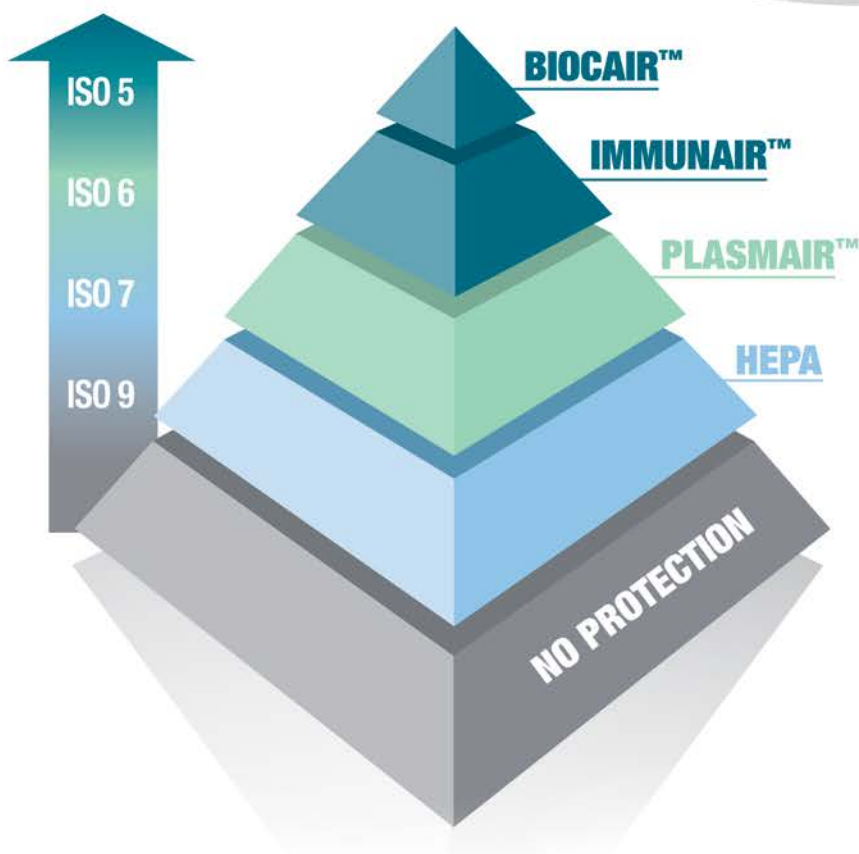 ISO 5
ISO 6
ISO 7
ISO 9
BIOCAIR™
IMMUNAIR™
PLASMAIR™
HEPA
NO PROTECTION